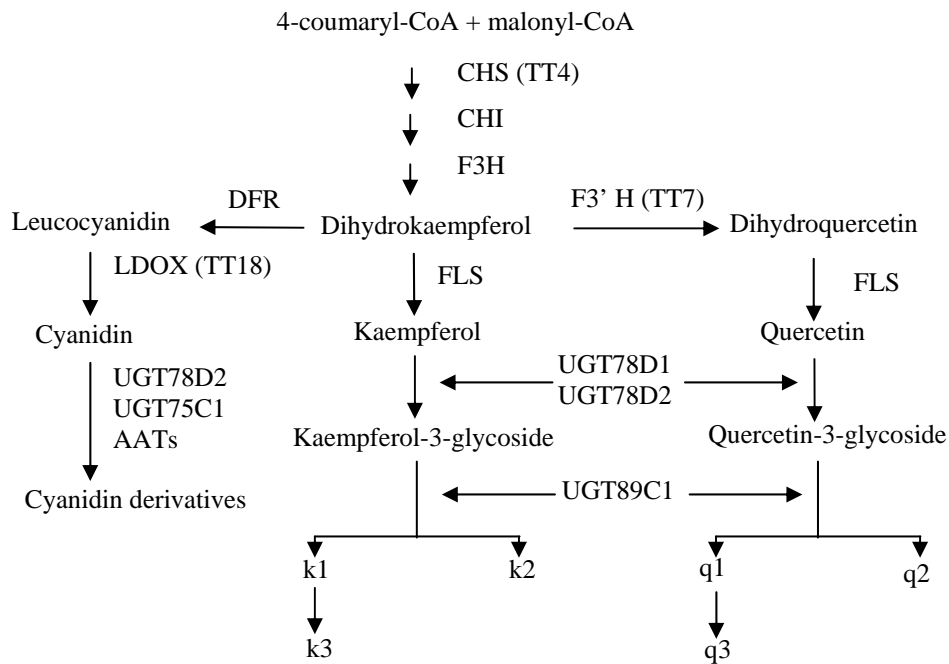 4-coumaryl-CoA + malonyl-CoA
CHS (TT4)
CHI
F3H
DFR
F3’ H (TT7)
Leucocyanidin
Dihydrokaempferol
Dihydroquercetin
LDOX (TT18)
FLS
FLS
Cyanidin
Kaempferol
Quercetin
UGT78D2
UGT75C1
AATs
UGT78D1
UGT78D2
Kaempferol-3-glycoside
Quercetin-3-glycoside
Cyanidin derivatives
UGT89C1
k1
k2
q1
q2
k3
q3